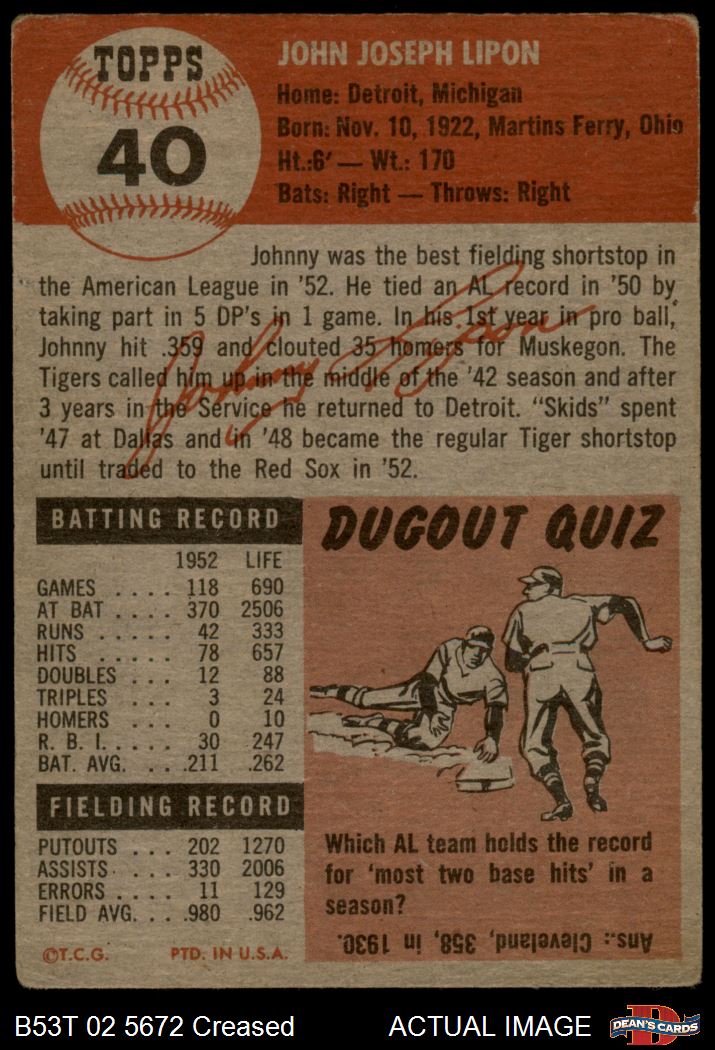 TOPPS
40
JOHN JOSEPH LIPON
Home: Detroit, Michigan
Born: Nov. 10, 1922, Martins Ferry, Ohio
Ht.:6' — Wt.: 170
Bats: Right — Throws: Right
Johnny was the best fielding shortstop in
the American League in '52. He tied an AL record in '50 by
taking part in 5 DP's in 1 game. In his 1st year in pro ball,
Johnny hit .359 and clouted 35 homers for Muskegon. The
Tigers called him up in the middle of the '42 season and after
3 years in the Service he returned to Detroit. "Skids" spent
'47 at Dallas and in '48 became the regular Tiger shortstop
until traded to the Red Sox in '52.
Johnny Lipon
BATTING RECORD
1952 LIFE
GAMES . . . . 118 690
AT BAT . . . . 370 2506
RUNS . . . . . 42 333
HITS . . . . . 78 657
DOUBLES . . . 12 88
TRIPLES . . . 3 24
HOMERS . . . 0 10
R. B. I. . . . . 30 247
BAT. AVG. . . .211 .262
FIELDING RECORD
PUTOUTS . . . 202 1270
ASSISTS . . . 330 2006
ERRORS . . . . 11 129
FIELD AVG. . . .980 .962
©T.C.G. PTD. IN U.S.A.
DUGOUT QUIZ
Which AL team holds the record
for 'most two base hits' in a
season?
Ans.: Cleveland, 358, in 1930.
B53T 02 5672 Creased ACTUAL IMAGE
D
DEAN'S CARDS